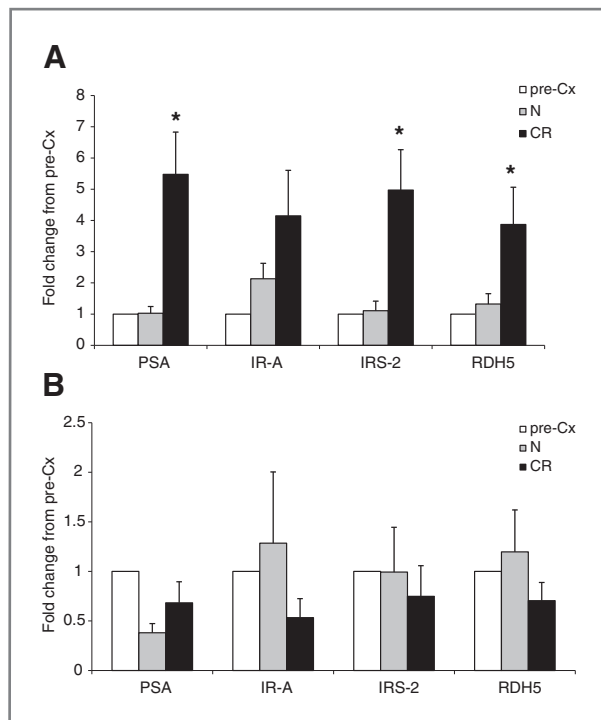 A
pre-Cx
N
CR
Fold change from pre-Cx
8
7
6
5
4
3
2
1
0
*
*
*
PSA IR-A IRS-2 RDH5
B
pre-Cx
N
CR
Fold change from pre-Cx
2.5
2
1.5
1
0.5
0
PSA IR-A IRS-2 RDH5